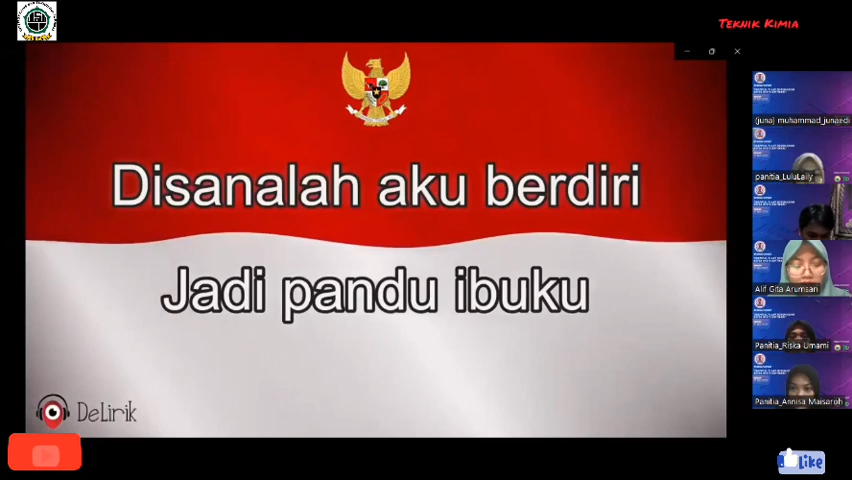 Teknik Kimia
Disanalah aku berdiri
Jadi pandu ibuku
DeLirik
(juna) muhammad_junaedi
panitia_LuluLaily
Alif Gita Arumsari
Panitia_Riska Umami
Panitia_Annisa Maisaroh
Like